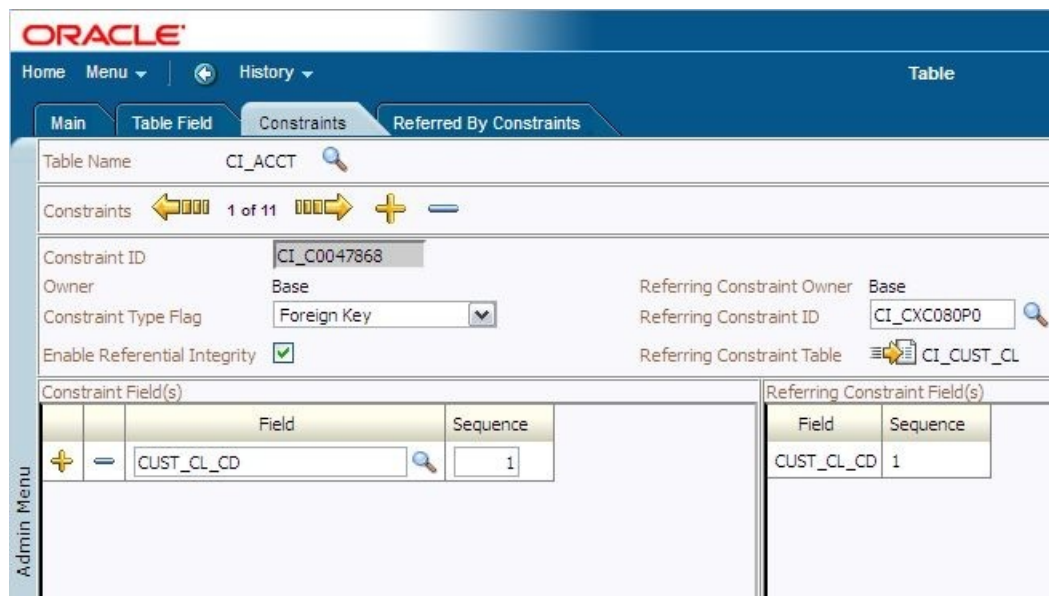 ORACLE
Home Menu History Table
Main Table Field Constraints Referred By Constraints
Table Name CI_ACCT
Constraints 1 of 11
Constraint ID CI_C0047868
Owner Base Referring Constraint Owner Base
Constraint Type Flag Foreign Key Referring Constraint ID CI_CXC080P0
Enable Referential Integrity Referring Constraint Table CI_CUST_CL
Constraint Field(s) Referring Constraint Field(s)
Field Sequence Field Sequence
CUST_CL_CD 1 CUST_CL_CD 1
Admin Menu